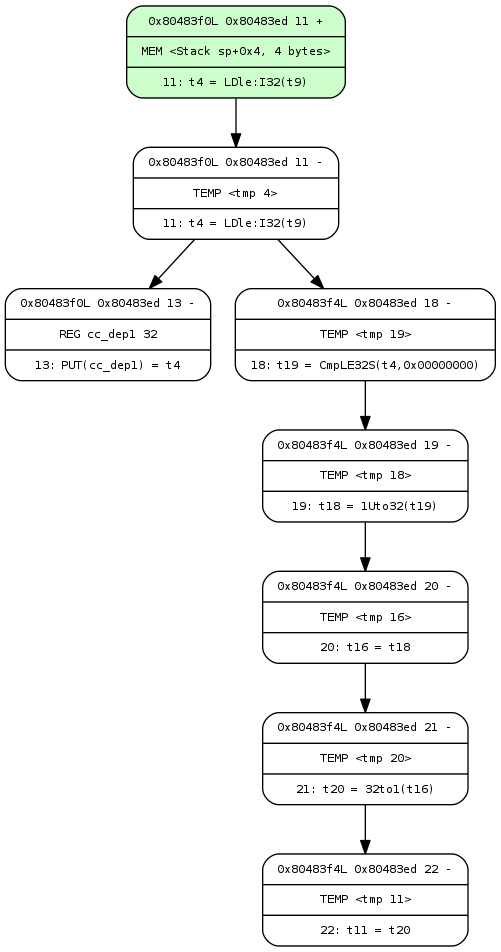 0x80483f0L 0x80483ed 11 +
MEM <Stack sp+0x4, 4 bytes>
11: t4 = LDle:I32(t9)
0x80483f0L 0x80483ed 11 -
TEMP <tmp 4>
11: t4 = LDle:I32(t9)
0x80483f0L 0x80483ed 13 -
REG cc_dep1 32
13: PUT(cc_dep1) = t4
0x80483f4L 0x80483ed 18 -
TEMP <tmp 19>
18: t19 = CmpLE32S(t4,0x00000000)
0x80483f4L 0x80483ed 19 -
TEMP <tmp 18>
19: t18 = 1Uto32(t19)
0x80483f4L 0x80483ed 20 -
TEMP <tmp 16>
20: t16 = t18
0x80483f4L 0x80483ed 21 -
TEMP <tmp 20>
21: t20 = 32to1(t16)
0x80483f4L 0x80483ed 22 -
TEMP <tmp 11>
22: t11 = t20